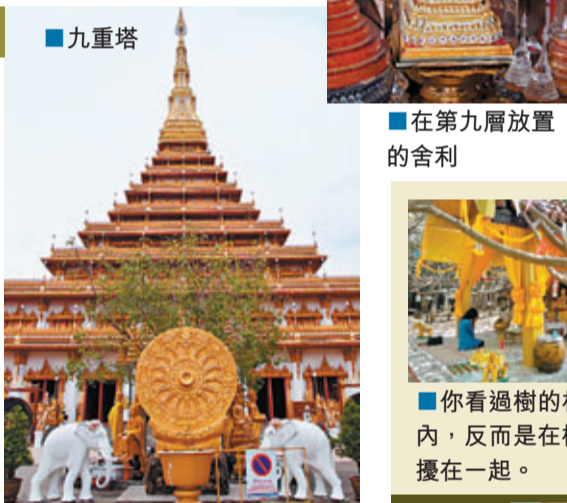 ■九重塔
■在第九層放置
的舍利
■你看過樹的
內，反而是在
擾在一起。